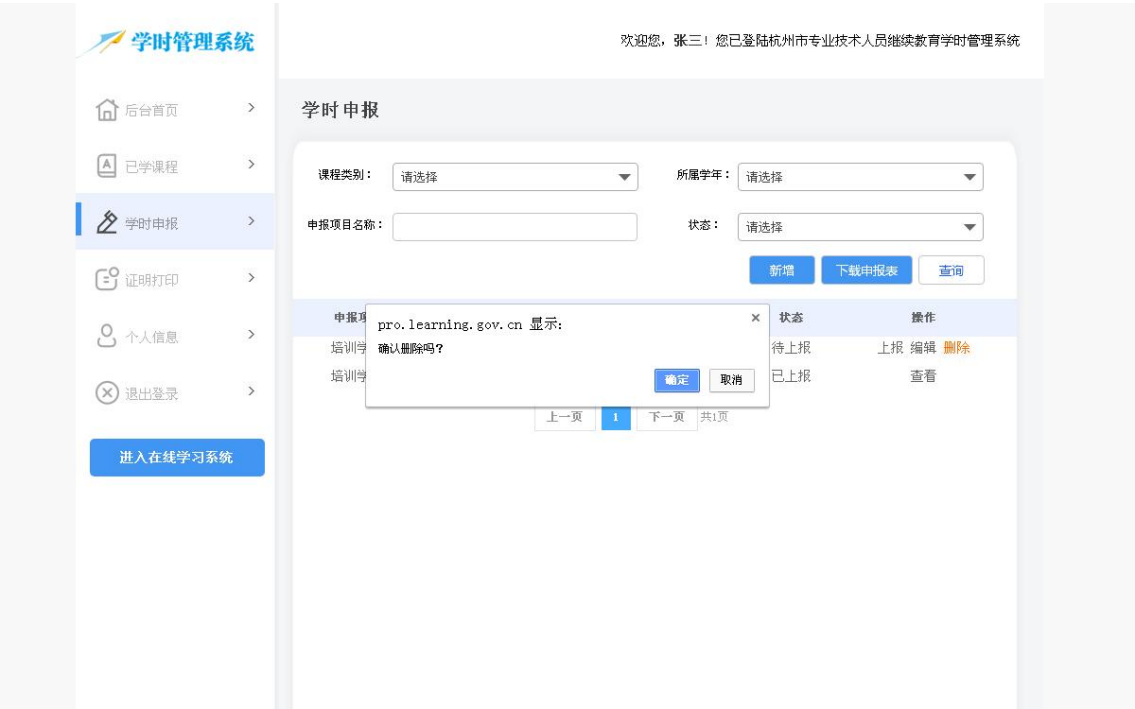 学时管理系统
欢迎您，张三！您已登陆杭州市专业技术人员继续教育学时管理系统
后台首页
已学课程
学时申报
证明打印
个人信息
退出登录
进入在线学习系统
学时申报
课程类别： 请选择 所属学年： 请选择
申报项目名称： 状态： 请选择
新增 下载申报表 查询
申报项 状态 操作
培训学 待上报 上报 编辑 删除
培训学 已上报 查看
pro.learning.gov.cn 显示:
确认删除吗?
确定 取消
上一页 1 下一页 共1页